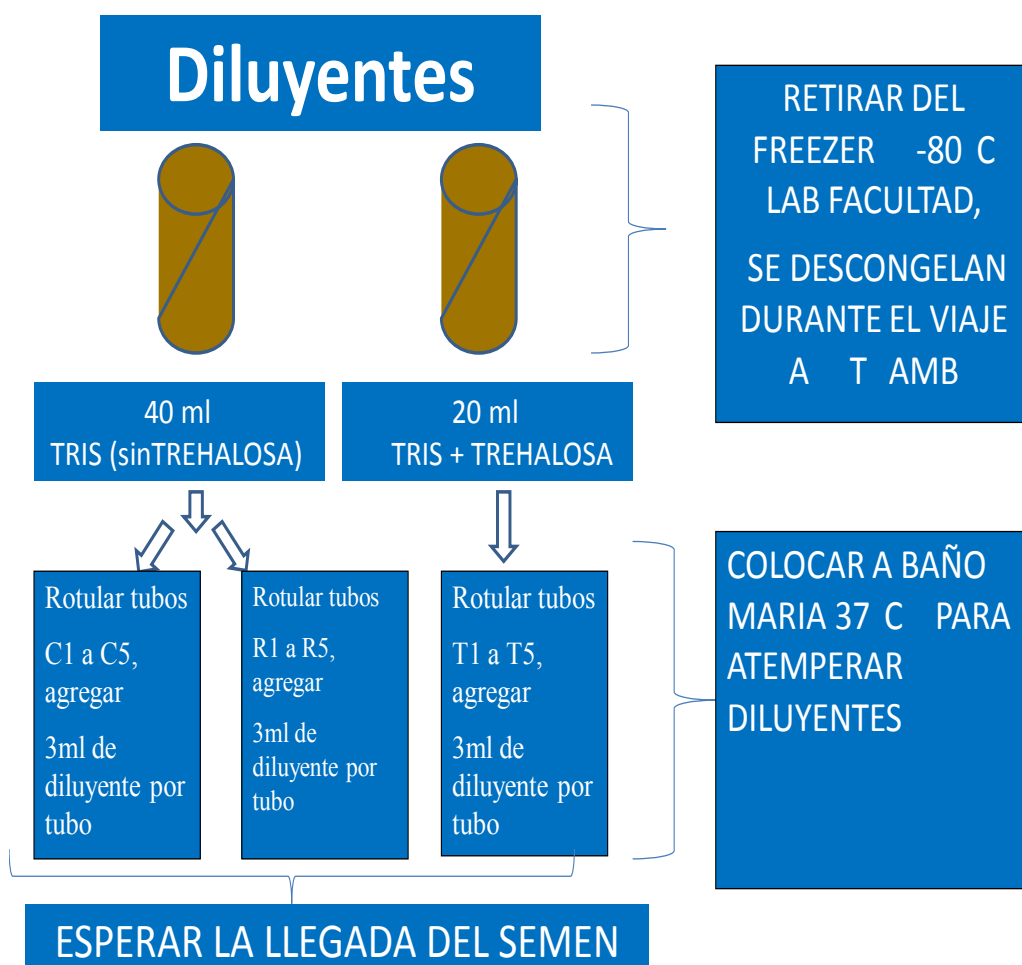 Diluyentes
RETIRAR DEL
FREEZER -80 C
LAB FACULTAD,
SE DESCONGELAN
DURANTE EL VIAJE
A T AMB
40 ml
TRIS (sinTREHALOSA)
20 ml
TRIS + TREHALOSA
Rotular tubos
C1 a C5,
agregar
3ml de
diluyente por
tubo
Rotular tubos
R1 a R5,
agregar
3ml de
diluyente por
tubo
Rotular tubos
T1 a T5,
agregar
3ml de
diluyente por
tubo
COLOCAR A BAÑO
MARIA 37 C PARA
ATEMPERAR
DILUYENTES
ESPERAR LA LLEGADA DEL SEMEN